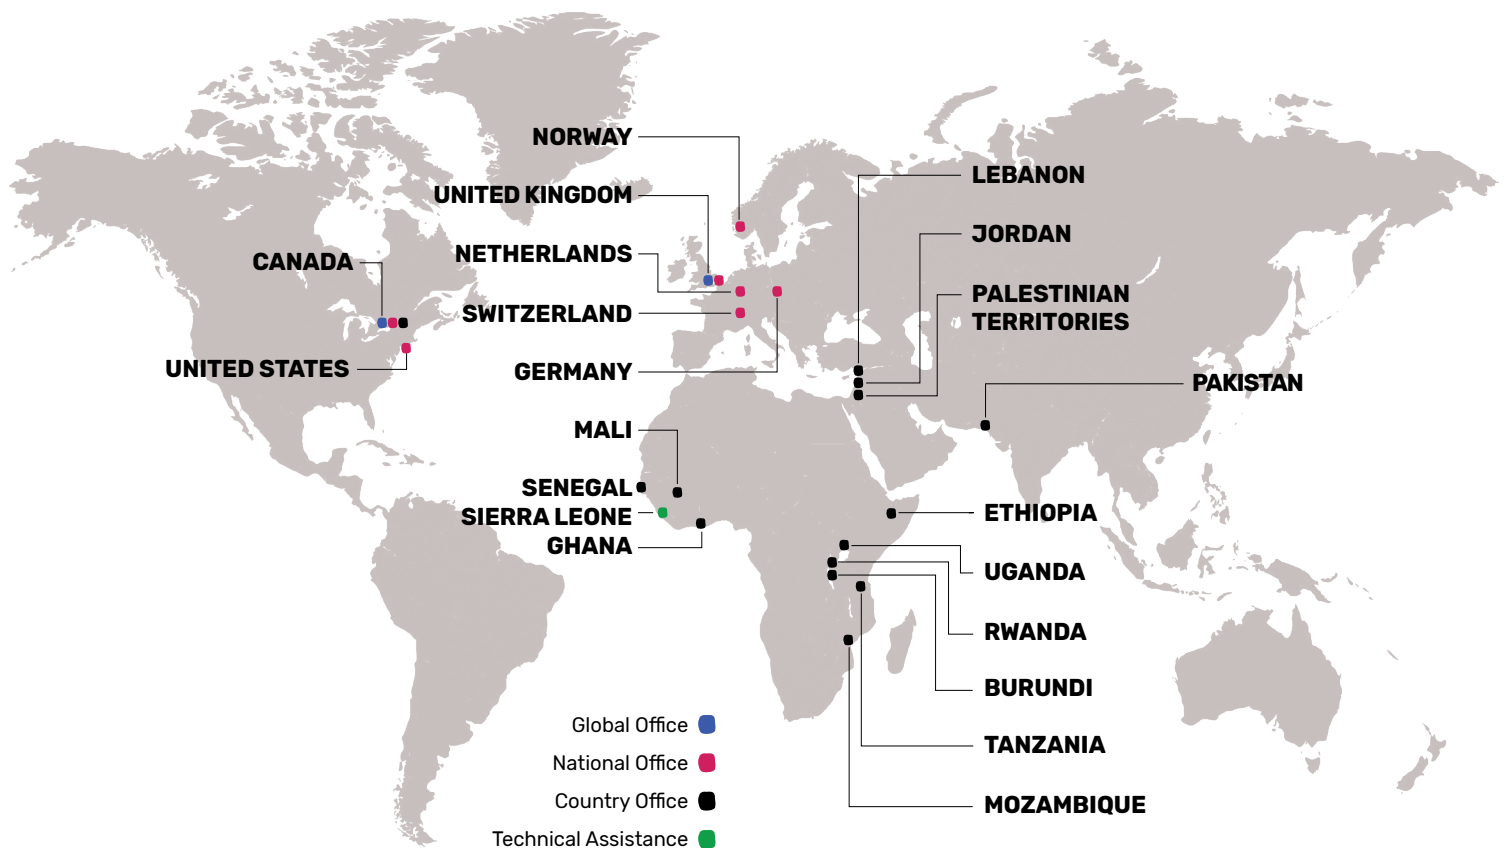 NORWAY
UNITED KINGDOM
NETHERLANDS
CANADA
SWITZERLAND
UNITED STATES
GERMANY
MALI
SENEGAL
SIERRA LEONE
GHANA
LEBANON
JORDAN
PALESTINIAN
TERRITORIES
PAKISTAN
ETHIOPIA
UGANDA
RWANDA
BURUNDI
TANZANIA
MOZAMBIQUE
Global Office
National Office
Country Office
Technical Assistance